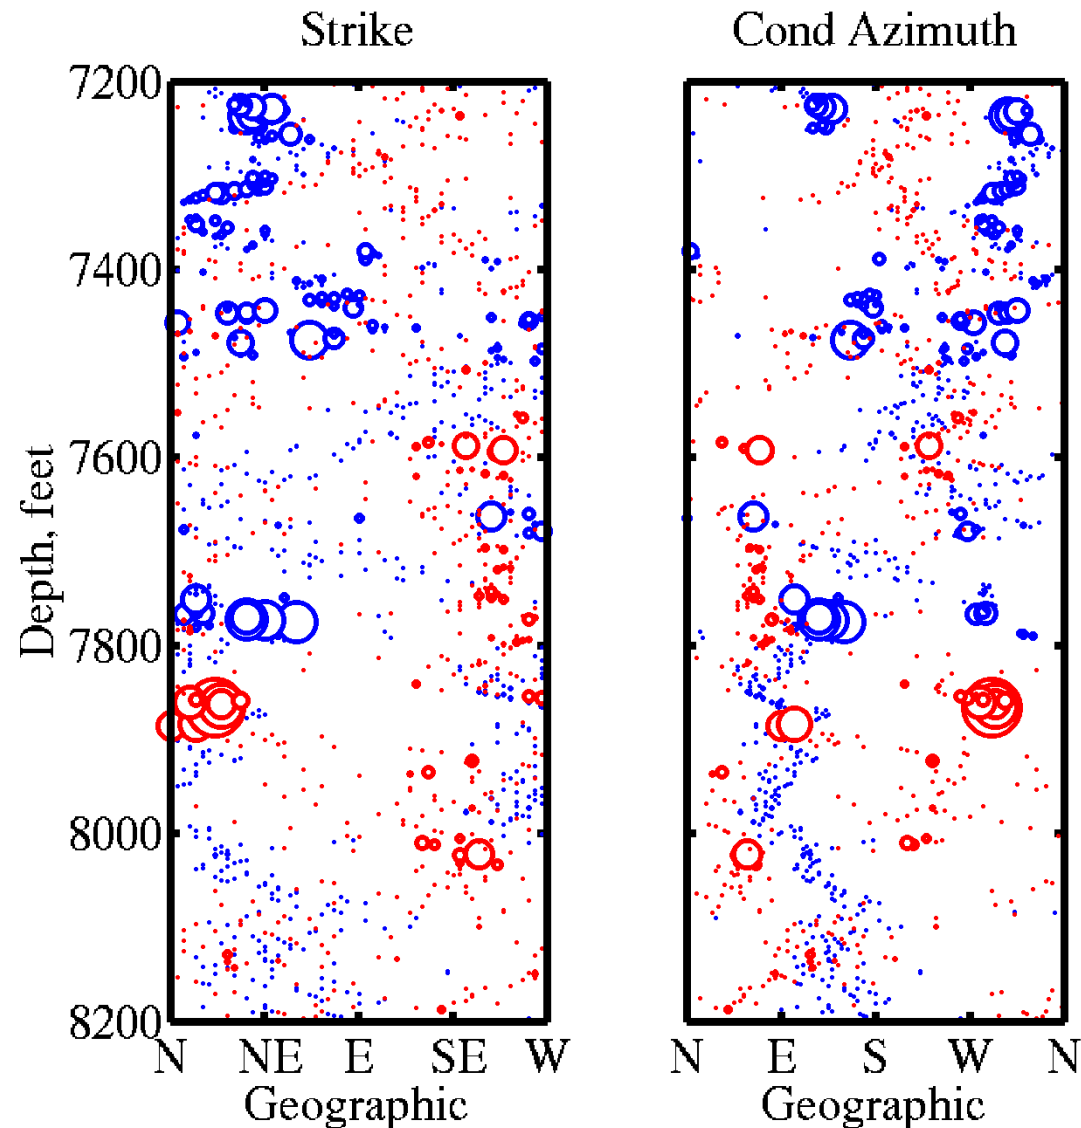 Strike
Cond Azimuth
Depth, feet
7200
7400
7600
7800
8000
8200
N NE E SE W
Geographic
N E S W N
Geographic